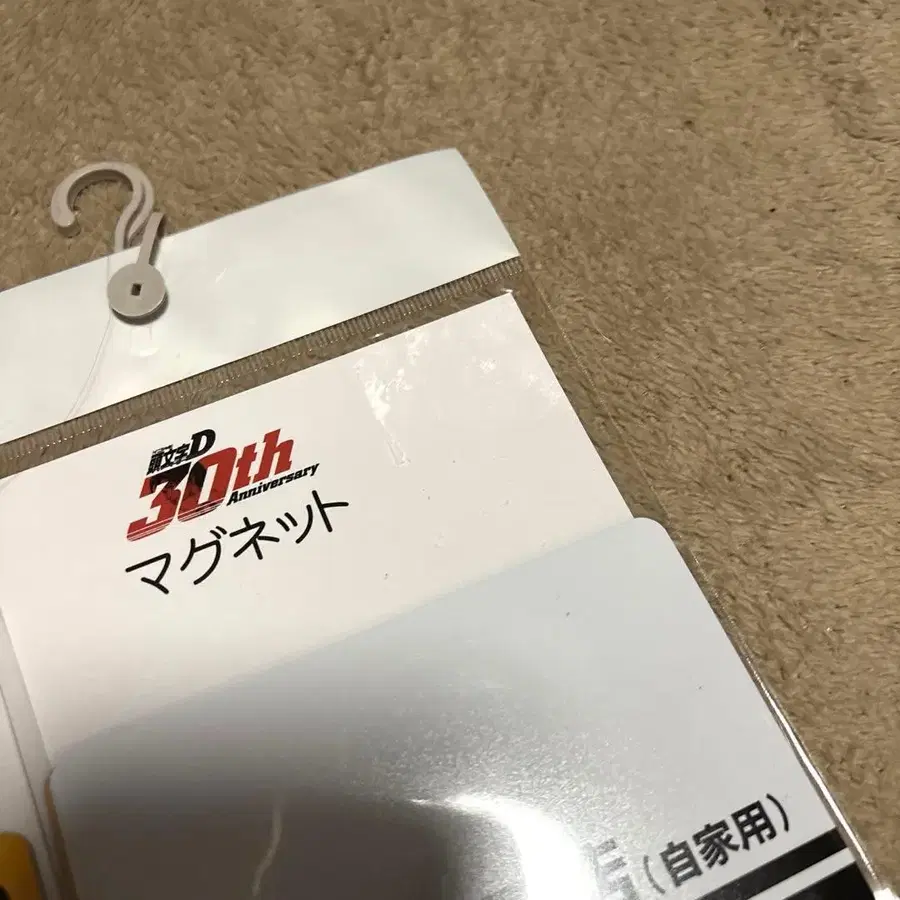 頭文字D
30th
Anniversary
マグネット
(自家用)